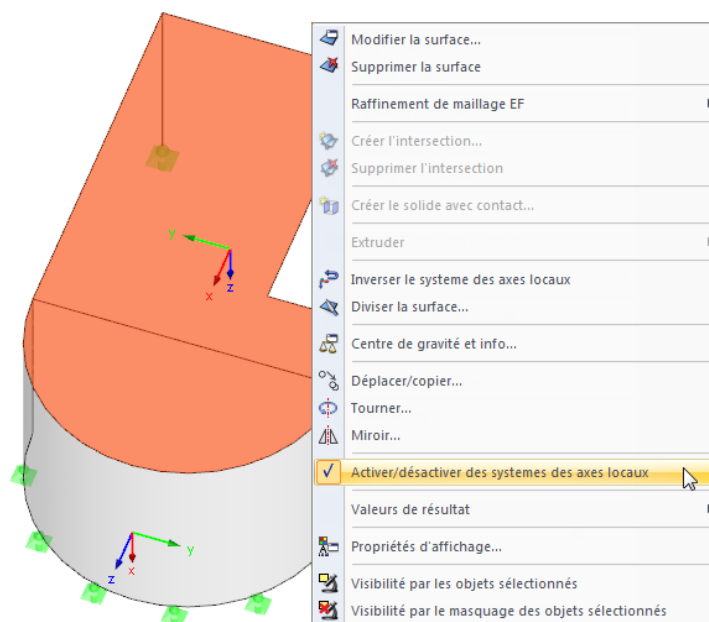 Modifier la surface...
Supprimer la surface
Raffinement de maillage EF
Créer l'intersection...
Supprimer l'intersection
Créer le solide avec contact...
Extruder
Inverser le systeme des axes locaux
Diviser la surface...
Centre de gravité et info...
Déplacer/copier...
Tourner...
Miroir...
Activer/désactiver des systemes des axes locaux
Valeurs de résultat
Propriétés d'affichage...
Visibilité par les objets sélectionnés
Visibilité par le masquage des objets sélectionnés
y
x
z
y
z
x